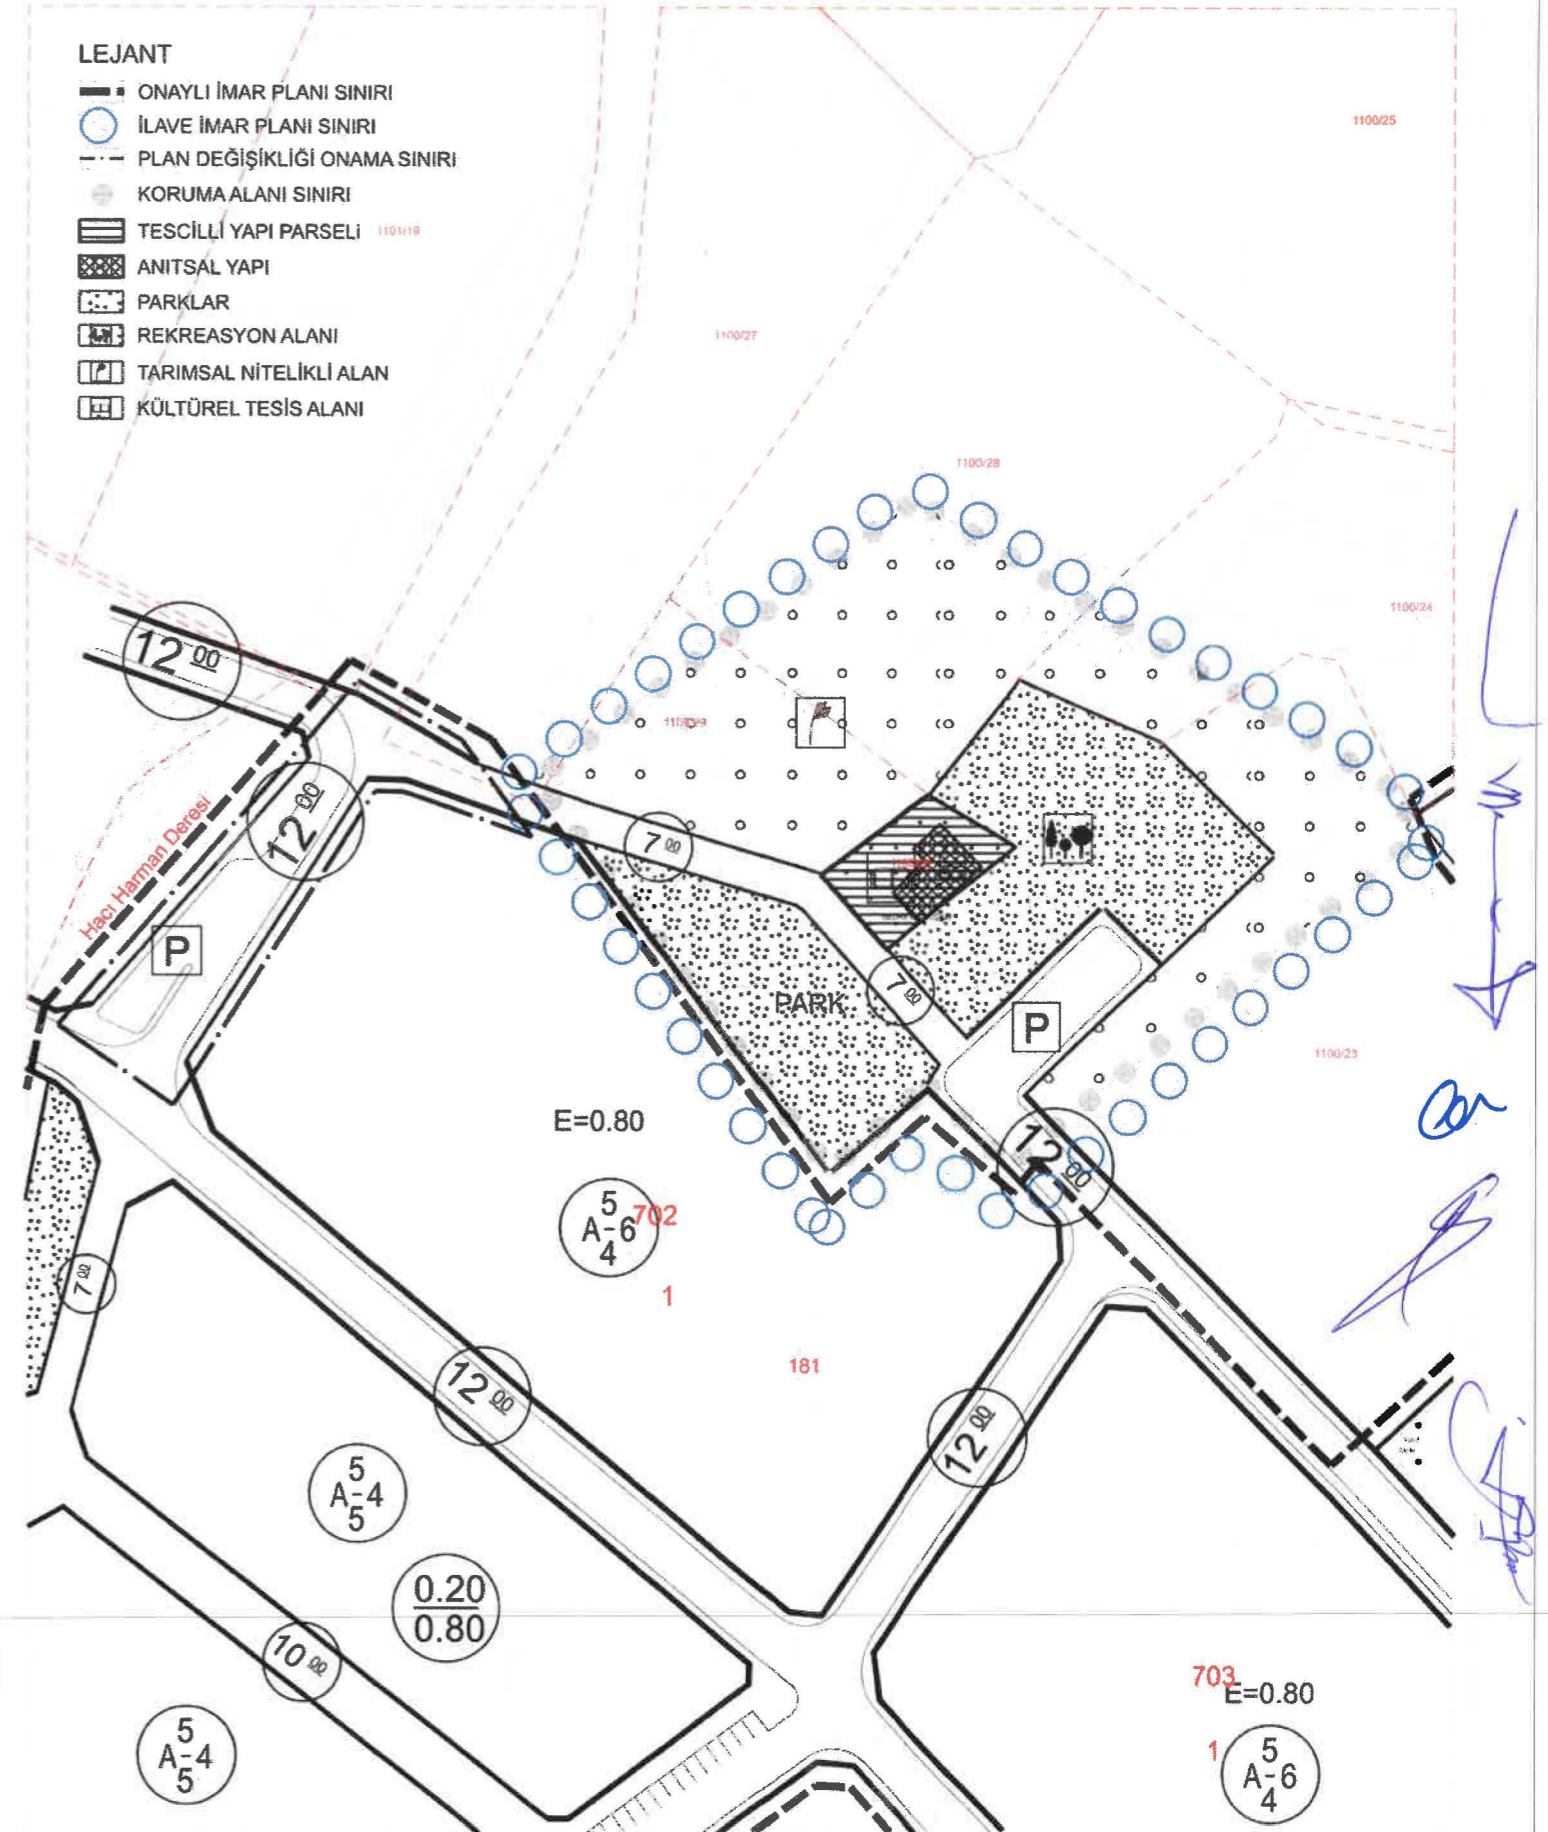 LEJANT
ONAYLI İMAR PLANI SINIRI
İLAVE İMAR PLANI SINIRI
PLAN DEĞİŞİKLİĞİ ONAMA SINIRI
KORUMA ALANI SINIRI
TESCİLLİ YAPI PARSELİ
1101/19
ANITSAL YAPI
PARKLAR
REKREASYON ALANI
TARIMSAL NİTELİKLİ ALAN
KÜLTÜREL TESİS ALANI
1100/25
1100/27
1100/28
1100/24
12 00
12 00
7 00
Hacı Harman Deresi
P
PARK
7 00
P
1100/23
E=0.80
12 00
5
A-6
4
702
1
7 00
181
12 00
12 00
5
A-4
5
0.20
0.80
10 00
703
E=0.80
5
A-4
5
1
5
A-6
4